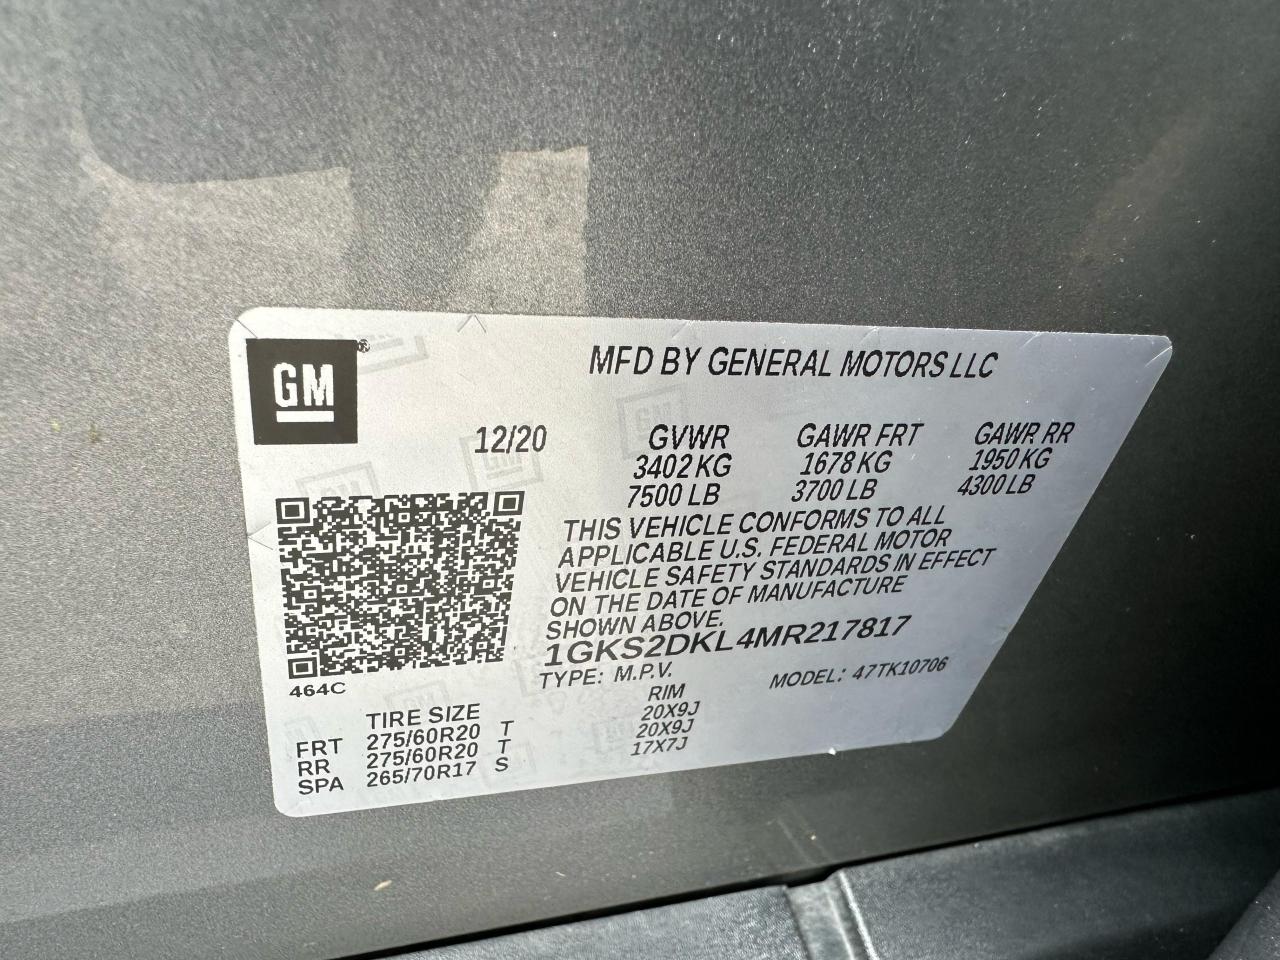 GM ®
MFD BY GENERAL MOTORS LLC
12/20 GVWR GAWR FRT GAWR RR
3402 KG 1678 KG 1950 KG
7500 LB 3700 LB 4300 LB
THIS VEHICLE CONFORMS TO ALL
APPLICABLE U.S. FEDERAL MOTOR
VEHICLE SAFETY STANDARDS IN EFFECT
ON THE DATE OF MANUFACTURE
SHOWN ABOVE.
1GKS2DKL4MR217817
TYPE: M.P.V. MODEL: 47TK10706
464C
TIRE SIZE RIM
FRT 275/60R20 T 20X9J
RR 275/60R20 T 20X9J
SPA 265/70R17 S 17X7J